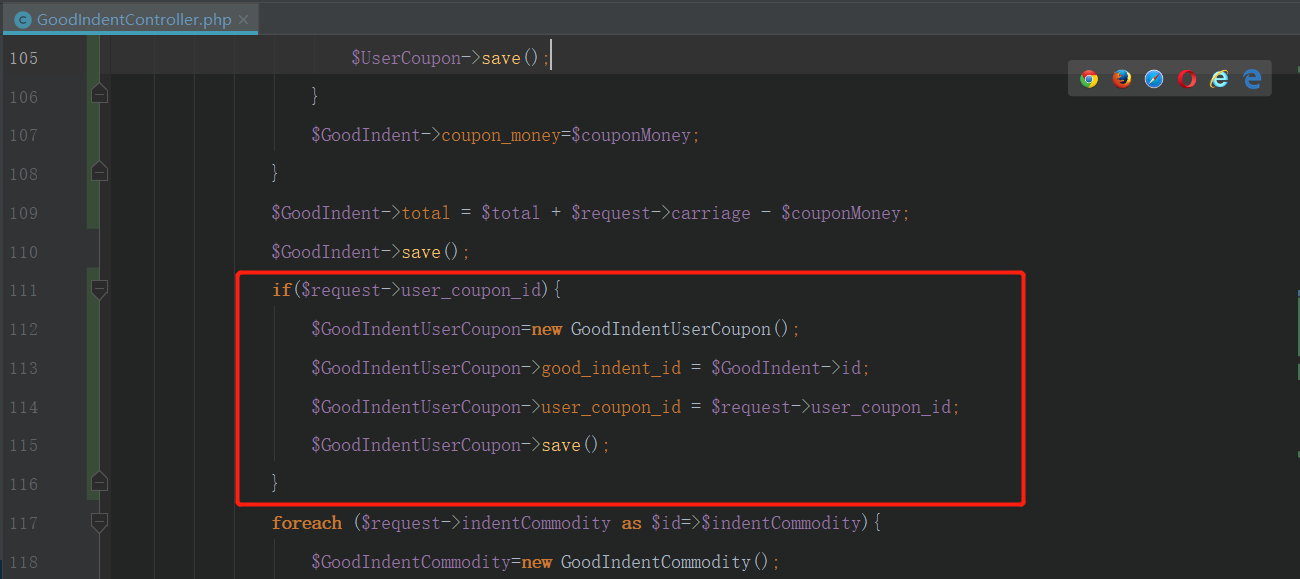 GoodIndentController.php
105 $UserCoupon->save();
106 }
107 $GoodIndent->coupon_money=$couponMoney;
108 }
109 $GoodIndent->total = $total + $request->carriage - $couponMoney;
110 $GoodIndent->save();
111 if($request->user_coupon_id){
112 $GoodIndentUserCoupon=new GoodIndentUserCoupon();
113 $GoodIndentUserCoupon->good_indent_id = $GoodIndent->id;
114 $GoodIndentUserCoupon->user_coupon_id = $request->user_coupon_id;
115 $GoodIndentUserCoupon->save();
116 }
117 foreach ($request->indentCommodity as $id=>$indentCommodity){
118 $GoodIndentCommodity=new GoodIndentCommodity();